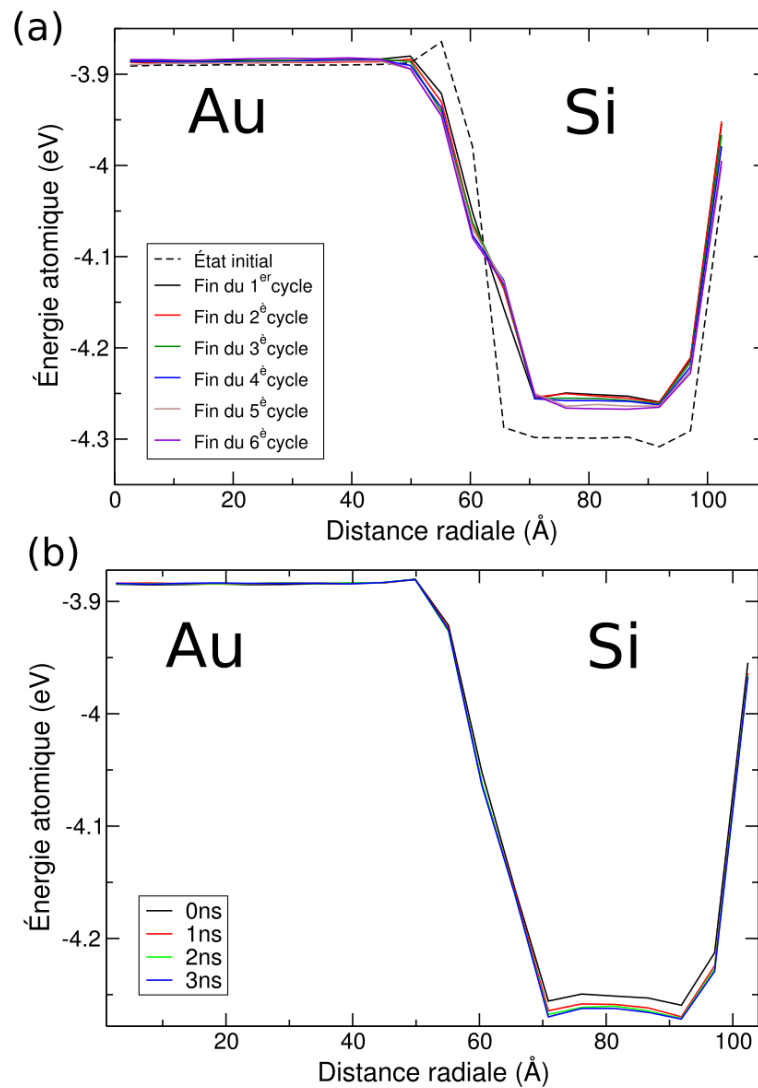 (a)
-3.9
-4
-4.1
-4.2
-4.3
Énergie atomique (eV)
Au
Si
État initial
Fin du 1er cycle
Fin du 2è cycle
Fin du 3è cycle
Fin du 4è cycle
Fin du 5è cycle
Fin du 6è cycle
0 20 40 60 80 100
Distance radiale (Å)
(b)
-3.9
-4
-4.1
-4.2
Énergie atomique (eV)
Au
Si
0ns
1ns
2ns
3ns
20 40 60 80 100
Distance radiale (Å)